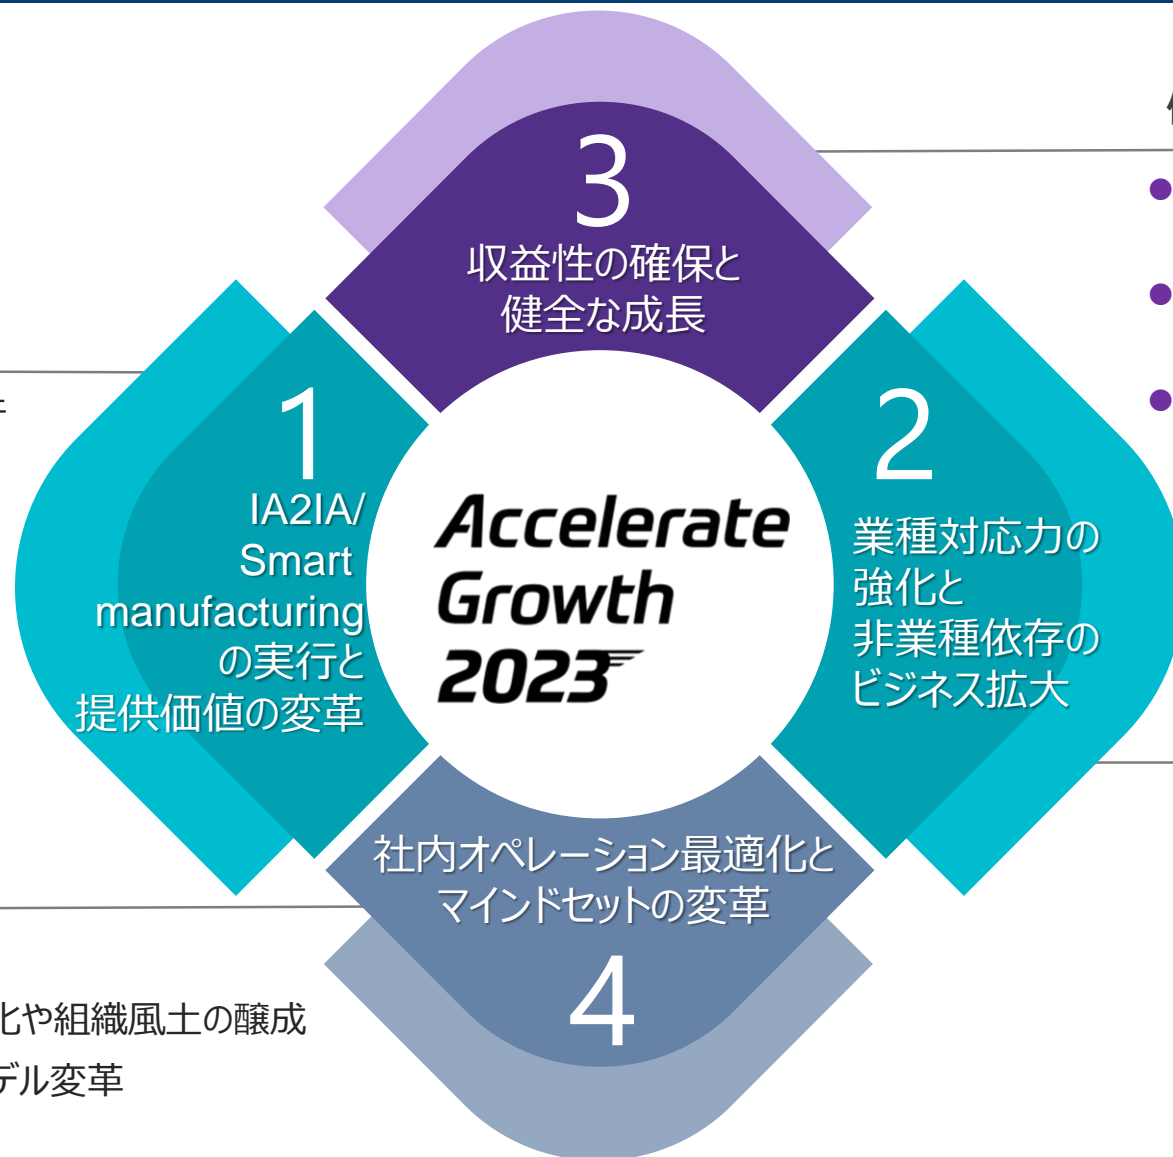 3
収益性の確保と
健全な成長
1
IA2IA/
Smart
manufacturing
の実行と
提供価値の変革
Accelerate
Growth
2023
2
業種対応力の
強化と
非業種依存の
ビジネス拡大
社内オペレーション最適化と
マインドセットの変革
4
や組織風土の醸成
デル変革